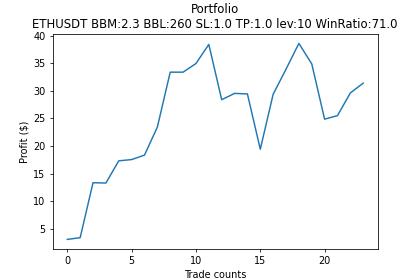 Portfolio
ETHUSDT BBM:2.3 BBL:260 SL:1.0 TP:1.0 lev:10 WinRatio:71.0
40
35
30
25
20
15
10
5
Profit ($)
0 5 10 15 20
Trade counts